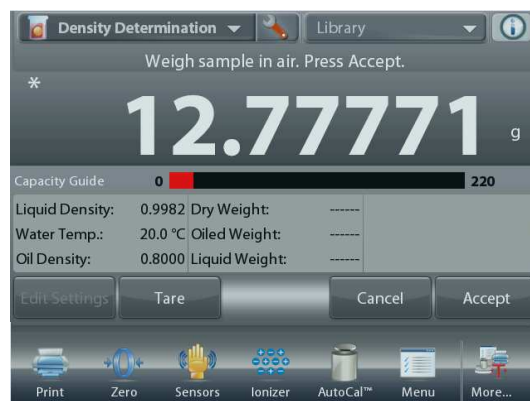 Density Determination Library
Weigh sample in air. Press Accept.
*
12.77771 g
Capacity Guide 0 220
Liquid Density: 0.9982 Dry Weight: ------
Water Temp.: 20.0 °C Oiled Weight: ------
Oil Density: 0.8000 Liquid Weight: ------
Edit Settings Tare Cancel Accept
Print Zero Sensors Ionizer AutoCal™ Menu More...